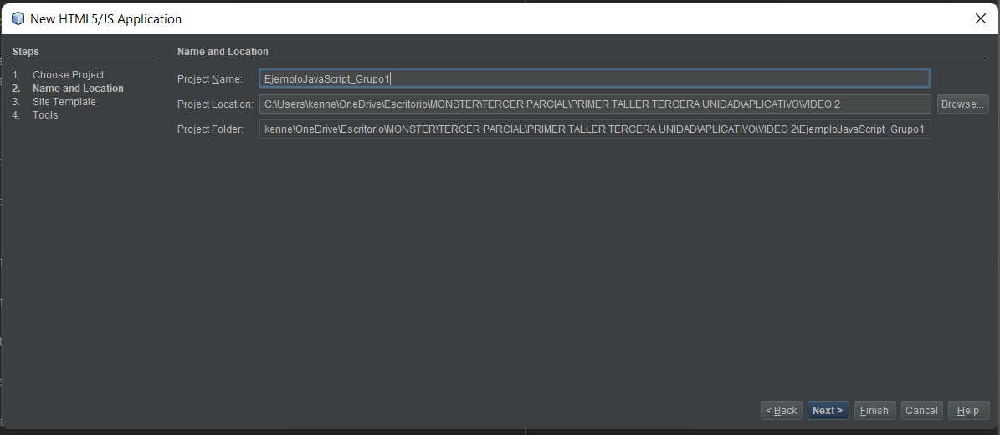 New HTML5/JS Application
Steps
1. Choose Project
2. Name and Location
3. Site Template
4. Tools
Name and Location
Project Name: EjemploJavaScript_Grupo1
Project Location: C:\Users\kenne\OneDrive\Escritorio\MONSTER\TERCER PARCIAL\PRIMER TALLER TERCERA UNIDAD\APLICATIVO\VIDEO 2 Browse...
Project Folder: kenne\OneDrive\Escritorio\MONSTER\TERCER PARCIAL\PRIMER TALLER TERCERA UNIDAD\APLICATIVO\VIDEO 2\EjemploJavaScript_Grupo1
< Back Next > Finish Cancel Help